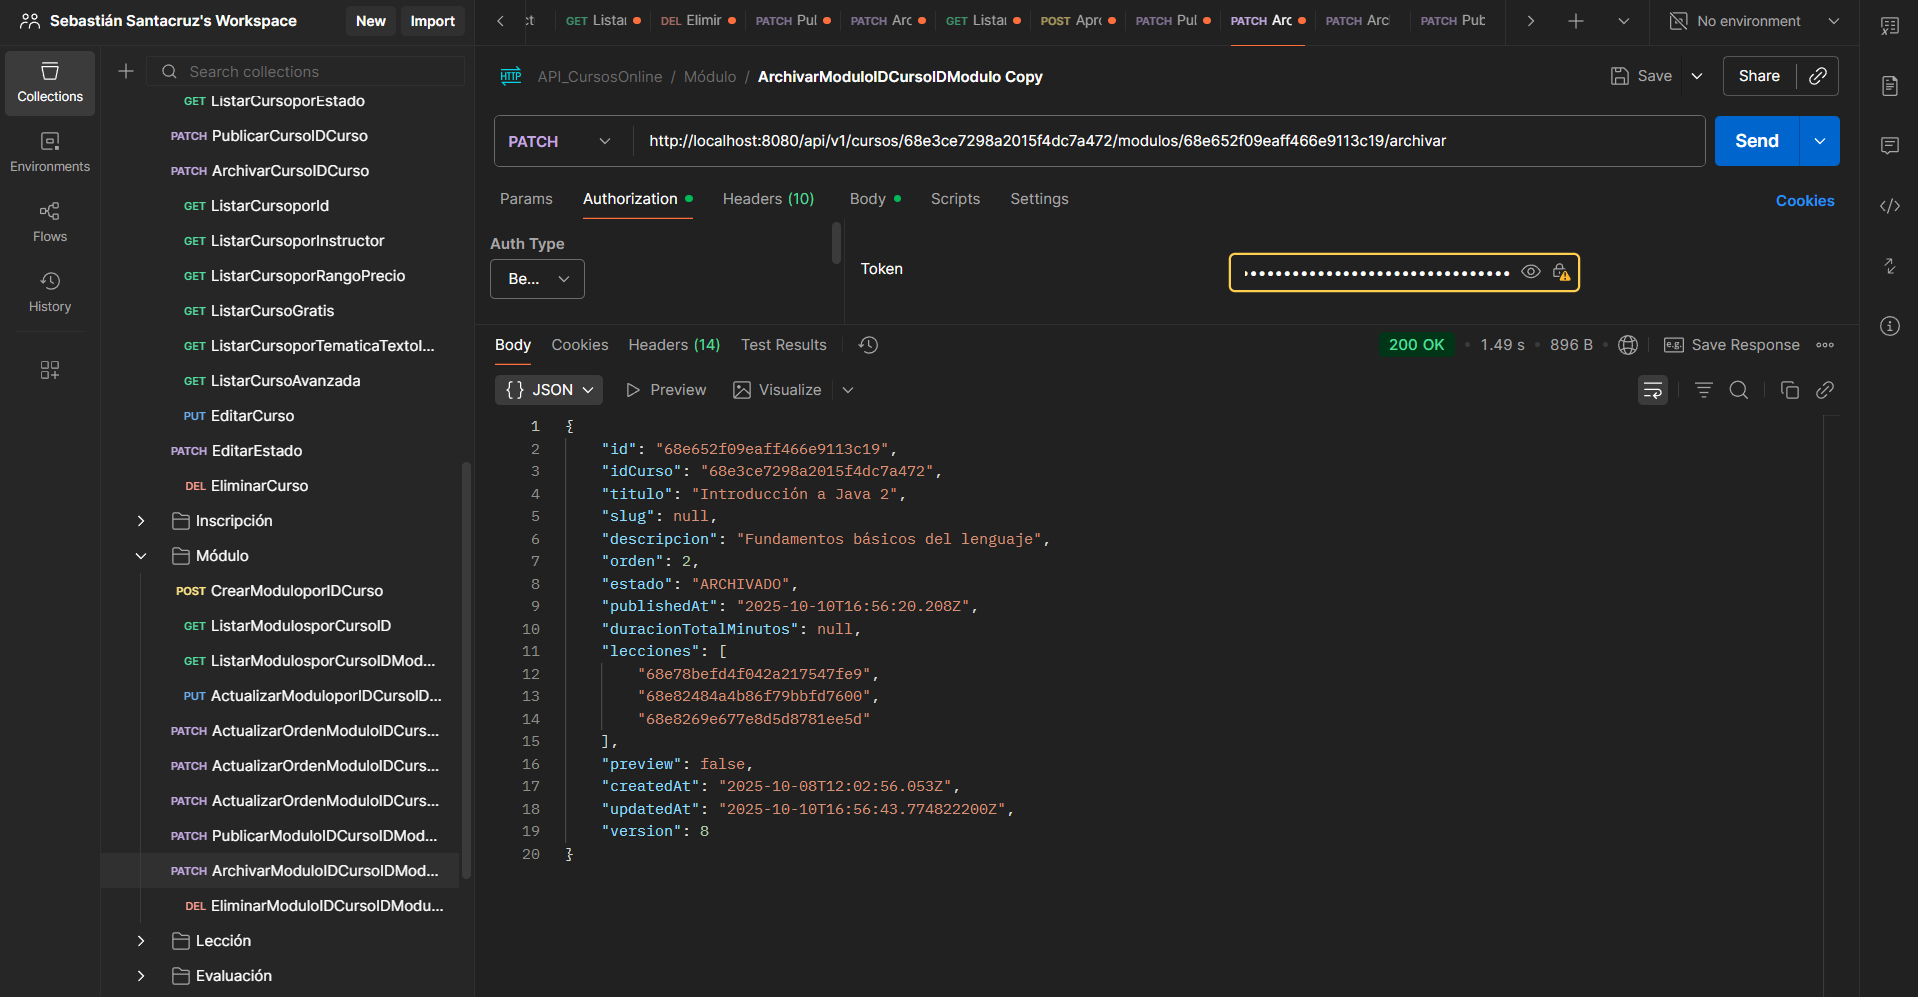 Sebastián Santacruz's Workspace
New
Import
GET Listar
DEL Elimir
PATCH Pul
PATCH Arc
GET Listar
POST Apro
PATCH Pul
PATCH Arc
PATCH Arc
PATCH Put
No environment
Collections
Environments
Flows
History
Search collections
GET ListarCursoporEstado
PATCH PublicarCursoIDCurso
PATCH ArchivarCursoIDCurso
GET ListarCursoporId
GET ListarCursoporInstructor
GET ListarCursoporRangoPrecio
GET ListarCursoGratis
GET ListarCursoporTematicaTextoI...
GET ListarCursoAvanzada
PUT EditarCurso
PATCH EditarEstado
DEL EliminarCurso
Inscripción
Módulo
POST CrearModuloporIDCurso
GET ListarModulosporCursoID
GET ListarModulosporCursoIDMod...
PUT ActualizarModuloporIDCursoID...
PATCH ActualizarOrdenModuloIDCurs...
PATCH ActualizarOrdenModuloIDCurs...
PATCH ActualizarOrdenModuloIDCurs...
PATCH PublicarModuloIDCursoIDMod...
PATCH ArchivarModuloIDCursoIDMod...
DEL EliminarModuloIDCursoIDModu...
Lección
Evaluación
HTTP API_CursosOnline / Módulo / ArchivarModuloIDCursoIDModulo Copy
Save
Share
PATCH
http://localhost:8080/api/v1/cursos/68e3ce7298a2015f4dc7a472/modulos/68e652f09eaff466e9113c19/archivar
Send
Params
Authorization
Headers (10)
Body
Scripts
Settings
Cookies
Auth Type
Be...
Token
Body
Cookies
Headers (14)
Test Results
200 OK • 1.49 s • 896 B
e.g. Save Response
{} JSON
Preview
Visualize
1 {
2 "id": "68e652f09eaff466e9113c19",
3 "idCurso": "68e3ce7298a2015f4dc7a472",
4 "titulo": "Introducción a Java 2",
5 "slug": null,
6 "descripcion": "Fundamentos básicos del lenguaje",
7 "orden": 2,
8 "estado": "ARCHIVADO",
9 "publishedAt": "2025-10-10T16:56:20.208Z",
10 "duracionTotalMinutos": null,
11 "lecciones": [
12 "68e78befd4f042a217547fe9",
13 "68e82484a4b86f79bbfd7600",
14 "68e8269e677e8d5d8781ee5d"
15 ],
16 "preview": false,
17 "createdAt": "2025-10-08T12:02:56.053Z",
18 "updatedAt": "2025-10-10T16:56:43.774822200Z",
19 "version": 8
20 }